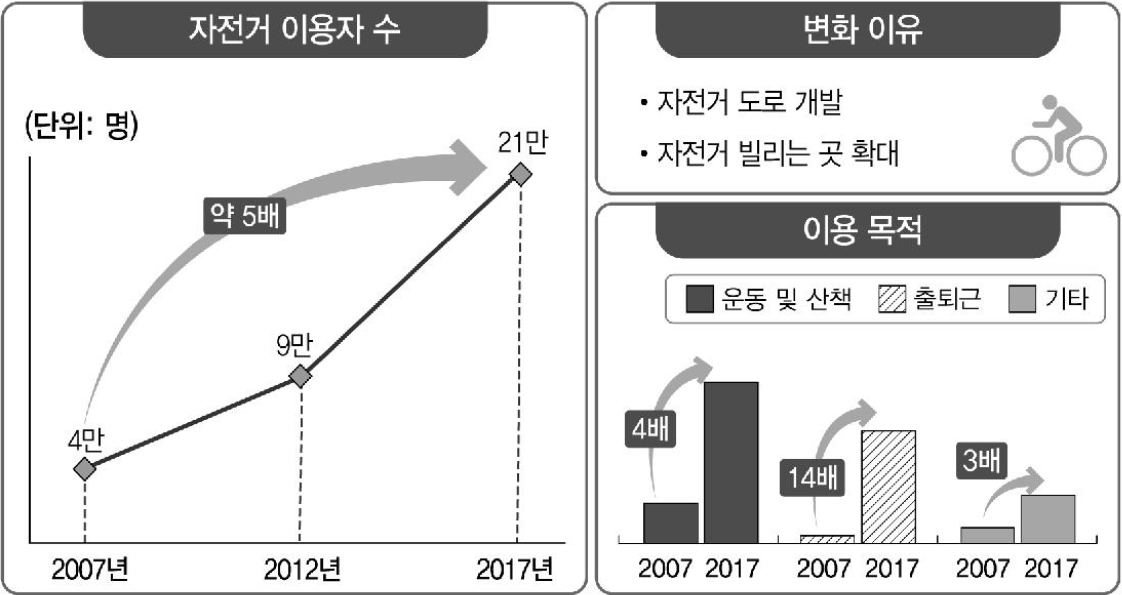 자전거 이용자 수
(단위: 명)
21만
약 5배
9만
4만
2007년 2012년 2017년
변화 이유
• 자전거 도로 개발
• 자전거 빌리는 곳 확대
이용 목적
운동 및 산책 출퇴근 기타
4배
14배
3배
2007 2017 2007 2017 2007 2017